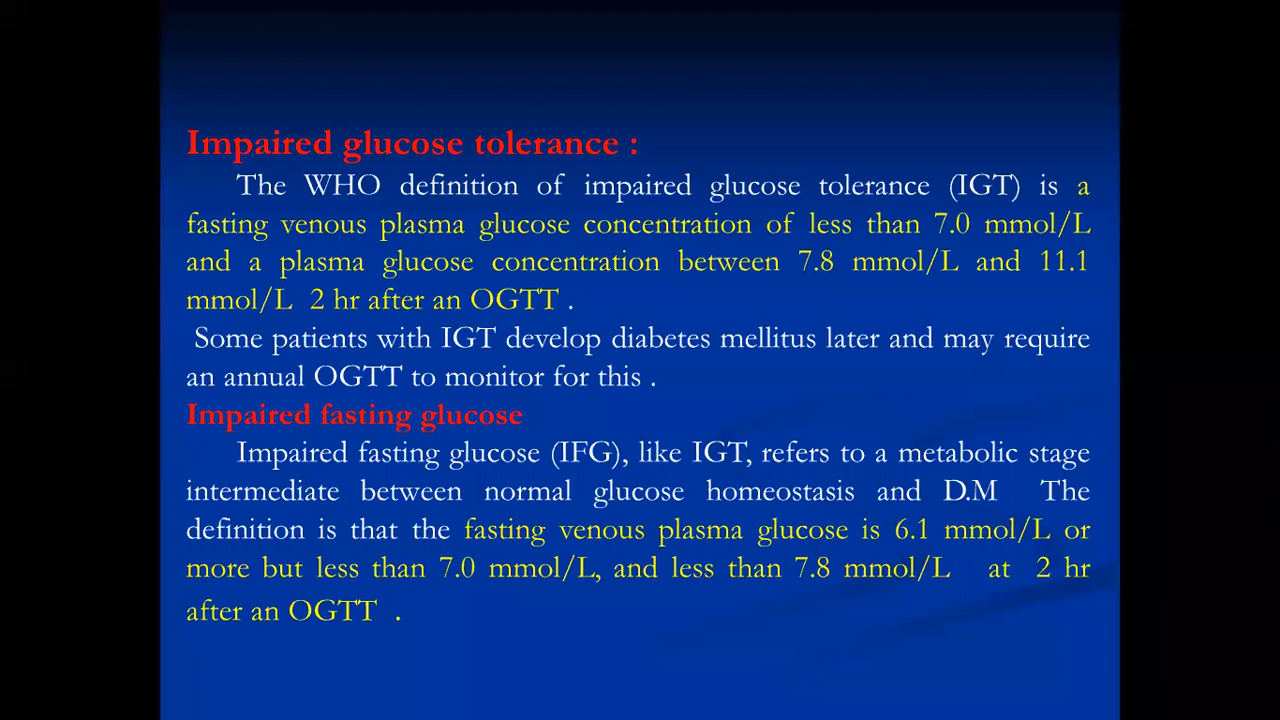 Impaired glucose tolerance :
The WHO definition of impaired glucose tolerance (IGT) is a
fasting venous plasma glucose concentration of less than 7.0 mmol/L
and a plasma glucose concentration between 7.8 mmol/L and 11.1
mmol/L 2 hr after an OGTT .
Some patients with IGT develop diabetes mellitus later and may require
an annual OGTT to monitor for this .
Impaired fasting glucose
Impaired fasting glucose (IFG), like IGT, refers to a metabolic stage
intermediate between normal glucose homeostasis and D.M The
definition is that the fasting venous plasma glucose is 6.1 mmol/L or
more but less than 7.0 mmol/L, and less than 7.8 mmol/L at 2 hr
after an OGTT .